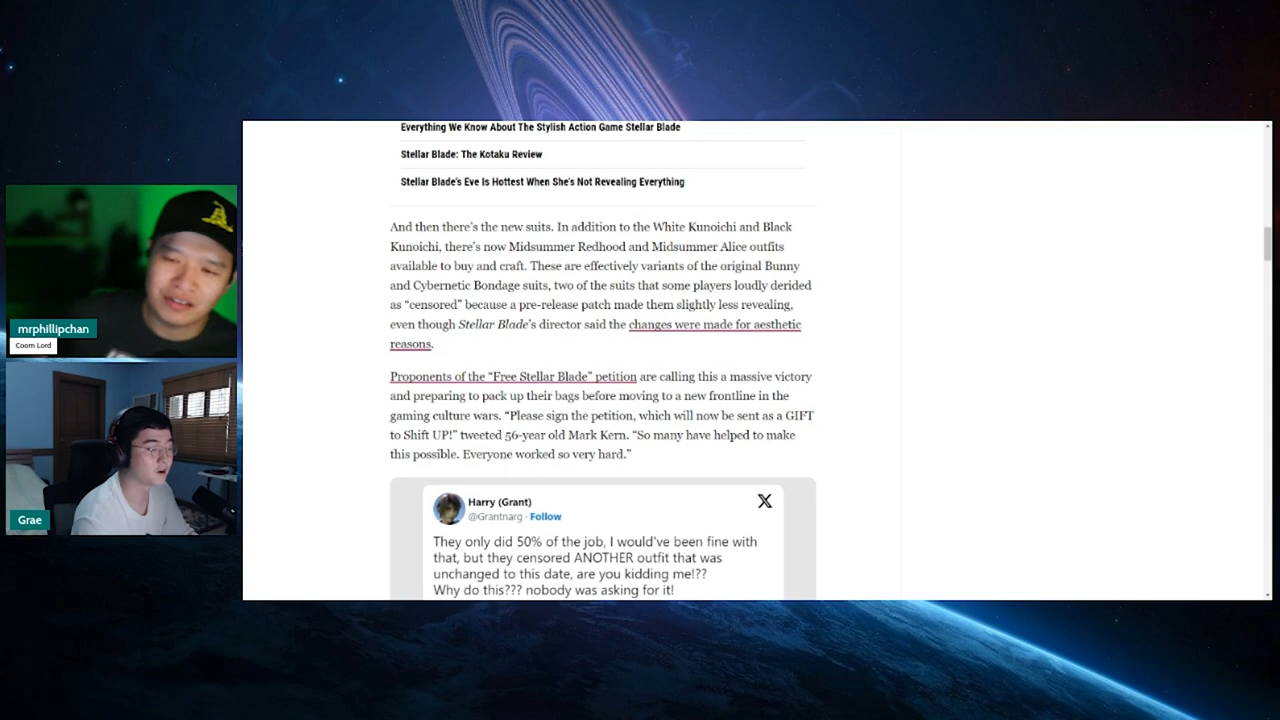 Everything We Know About The Stylish Action Game Stellar Blade
Stellar Blade: The Kotaku Review
Stellar Blade's Eve Is Hottest When She's Not Revealing Everything
And then there's the new suits. In addition to the White Kunoichi and Black
Kunoichi, there's now Midsummer Redhood and Midsummer Alice outfits
available to buy and craft. These are effectively variants of the original Bunny
and Cybernetic Bondage suits, two of the suits that some players loudly derided
as “censored” because a pre-release patch made them slightly less revealing,
even though Stellar Blade's director said the changes were made for aesthetic
reasons.
Proponents of the “Free Stellar Blade” petition are calling this a massive victory
and preparing to pack up their bags before moving to a new frontline in the
gaming culture wars. “Please sign the petition, which will now be sent as a GIFT
to Shift UP!” tweeted 56-year old Mark Kern. “So many have helped to make
this possible. Everyone worked so very hard.”
Harry (Grant)
@Grantnarg · Follow
X
They only did 50% of the job, I would've been fine with
that, but they censored ANOTHER outfit that was
unchanged to this date, are you kidding me!??
Why do this??? nobody was asking for it!
mrphillipchan
Coom Lord
Grae